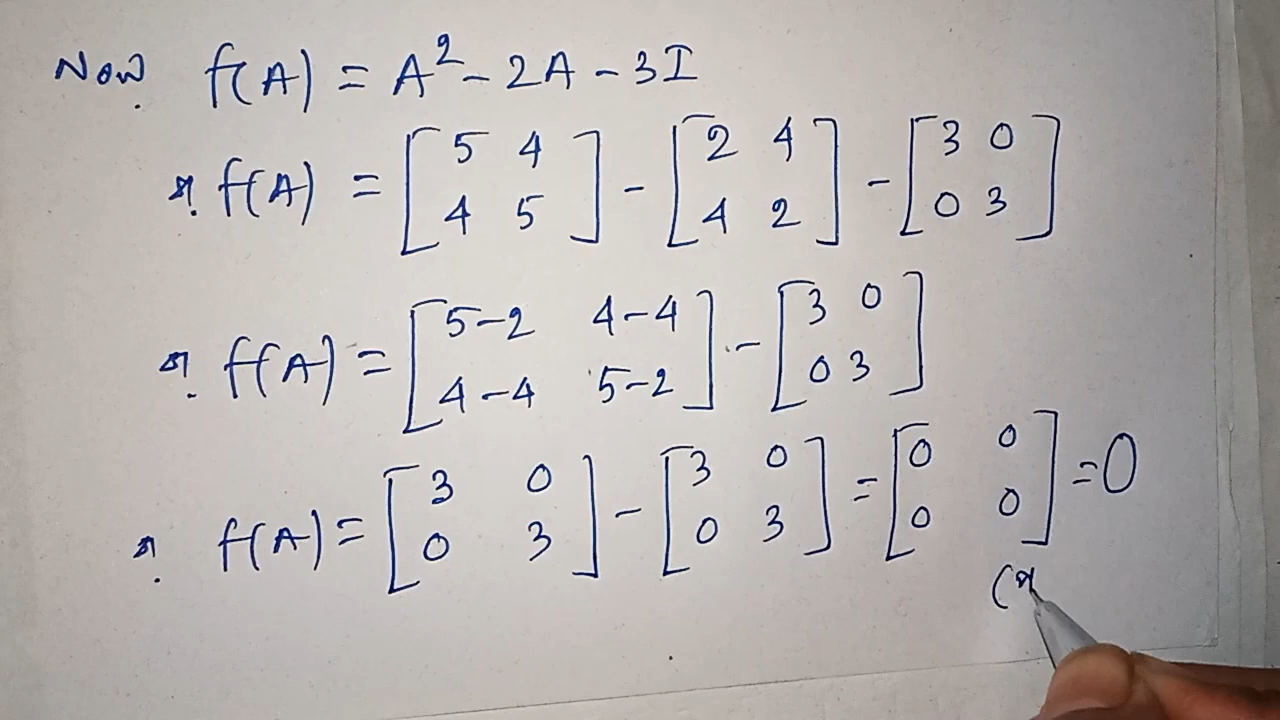 Now, f(A) = A² - 2A - 3I
f(A) = [5 4; 4 5] - [2 4; 4 2] - [3 0; 0 3]
f(A) = [5-2 4-4; 4-4 5-2] - [3 0; 0 3]
f(A) = [3 0; 0 3] - [3 0; 0 3] = [0 0; 0 0] = 0
(